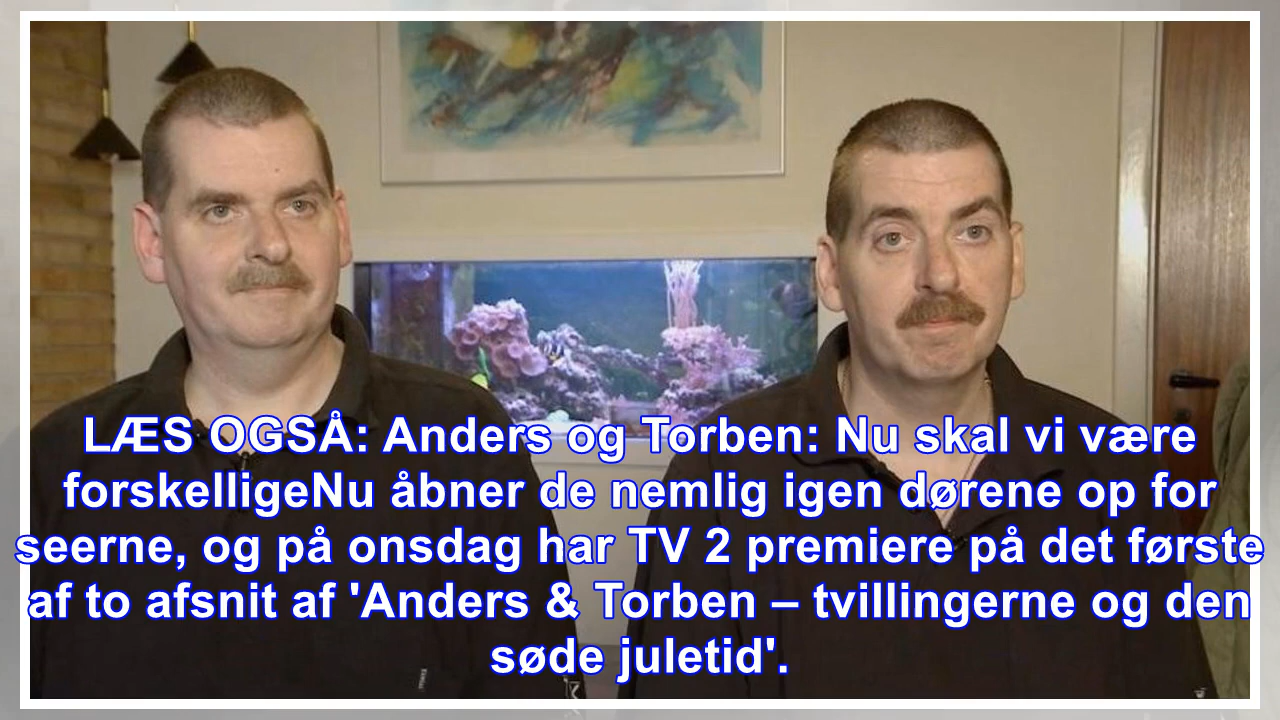 LÆS OGSÅ: Anders og Torben: Nu skal vi være
forskelligeNu åbner de nemlig igen dørene op for
seerne, og på onsdag har TV 2 premiere på det første
af to afsnit af 'Anders & Torben – tvillingerne og den
søde juletid'.